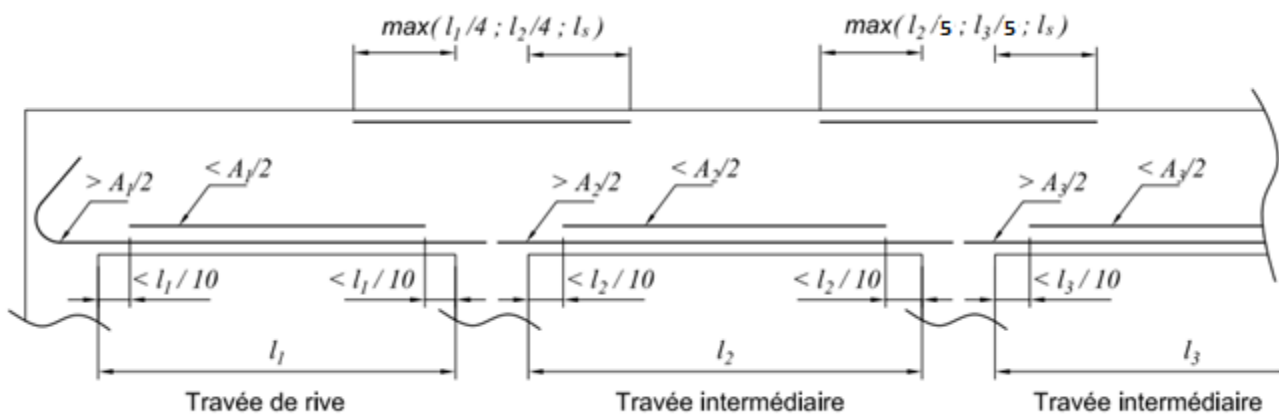 max( l₁/4 ; l₂/4 ; lₛ )
max( l₂/5 ; l₃/5 ; lₛ )
> A₁/2
< A₁/2
> A₂/2
< A₂/2
> A₃/2
< A₃/2
< l₁/10
< l₁/10
< l₂/10
< l₂/10
< l₃/10
l₁
l₂
l₃
Travée de rive
Travée intermédiaire
Travée intermédiaire